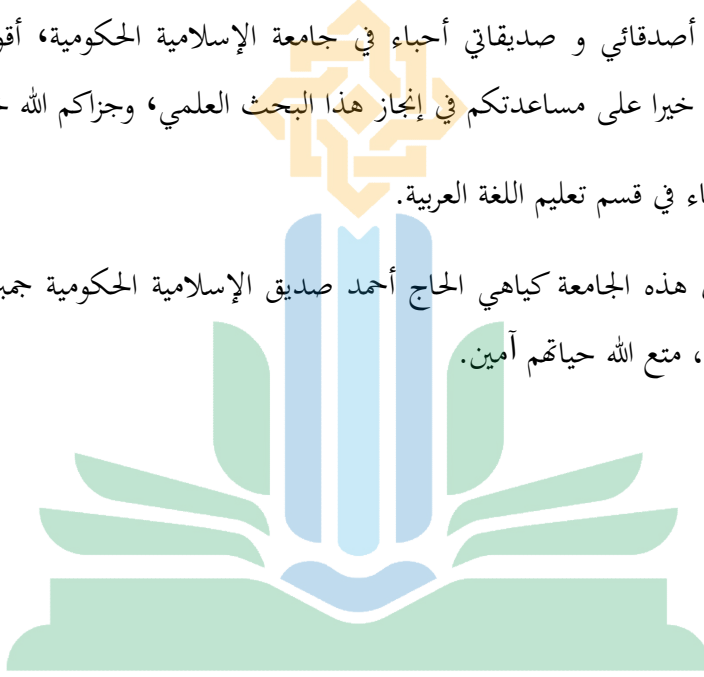 أصدقائي و صديقاتي أحباء في جامعة الإسلامية الحكومية، أقو
خيرا على مساعدتكم في إنجاز هذا البحث العلمي، وجزاكم الله
اء في قسم تعليم اللغة العربية.
هذه الجامعة كياهي الحاج أحمد صديق الإسلامية الحكومية جمب
، متع الله حياتهم آمين.